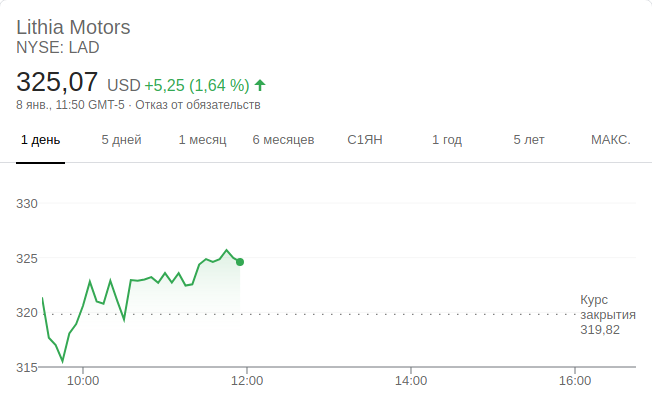 Lithia Motors
NYSE: LAD
325,07 USD +5,25 (1,64 %)
8 янв., 11:50 GMT-5 · Отказ от обязательств
1 день 5 дней 1 месяц 6 месяцев С1ЯН 1 год 5 лет МАКС.
330
325
320
Курс
закрытия
319,82
315
10:00 12:00 14:00 16:00